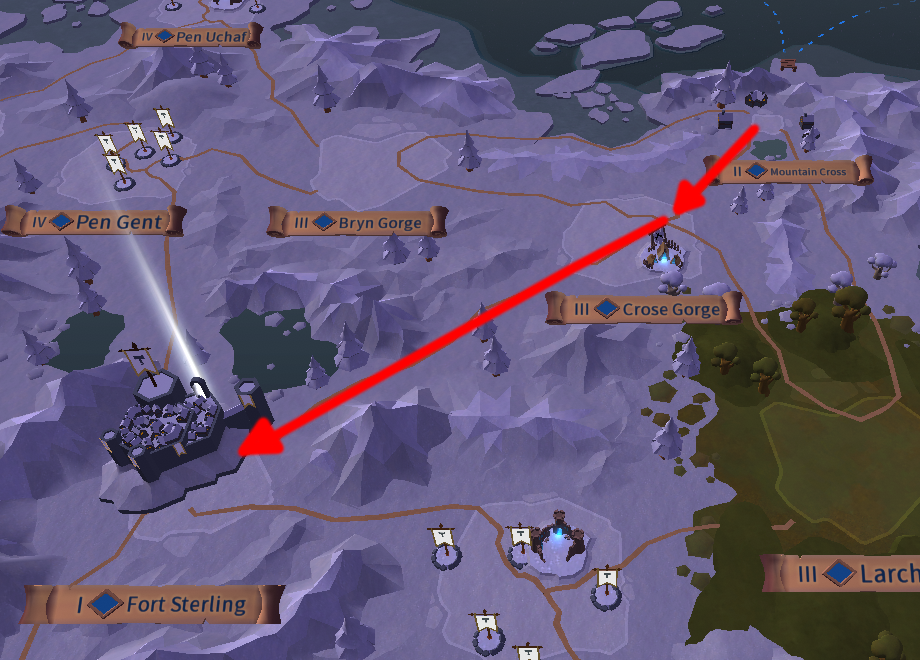 IV Pen Uchaf
II Mountain Cross
IV Pen Gent
III Bryn Gorge
III Crose Gorge
III Larch
I Fort Sterling